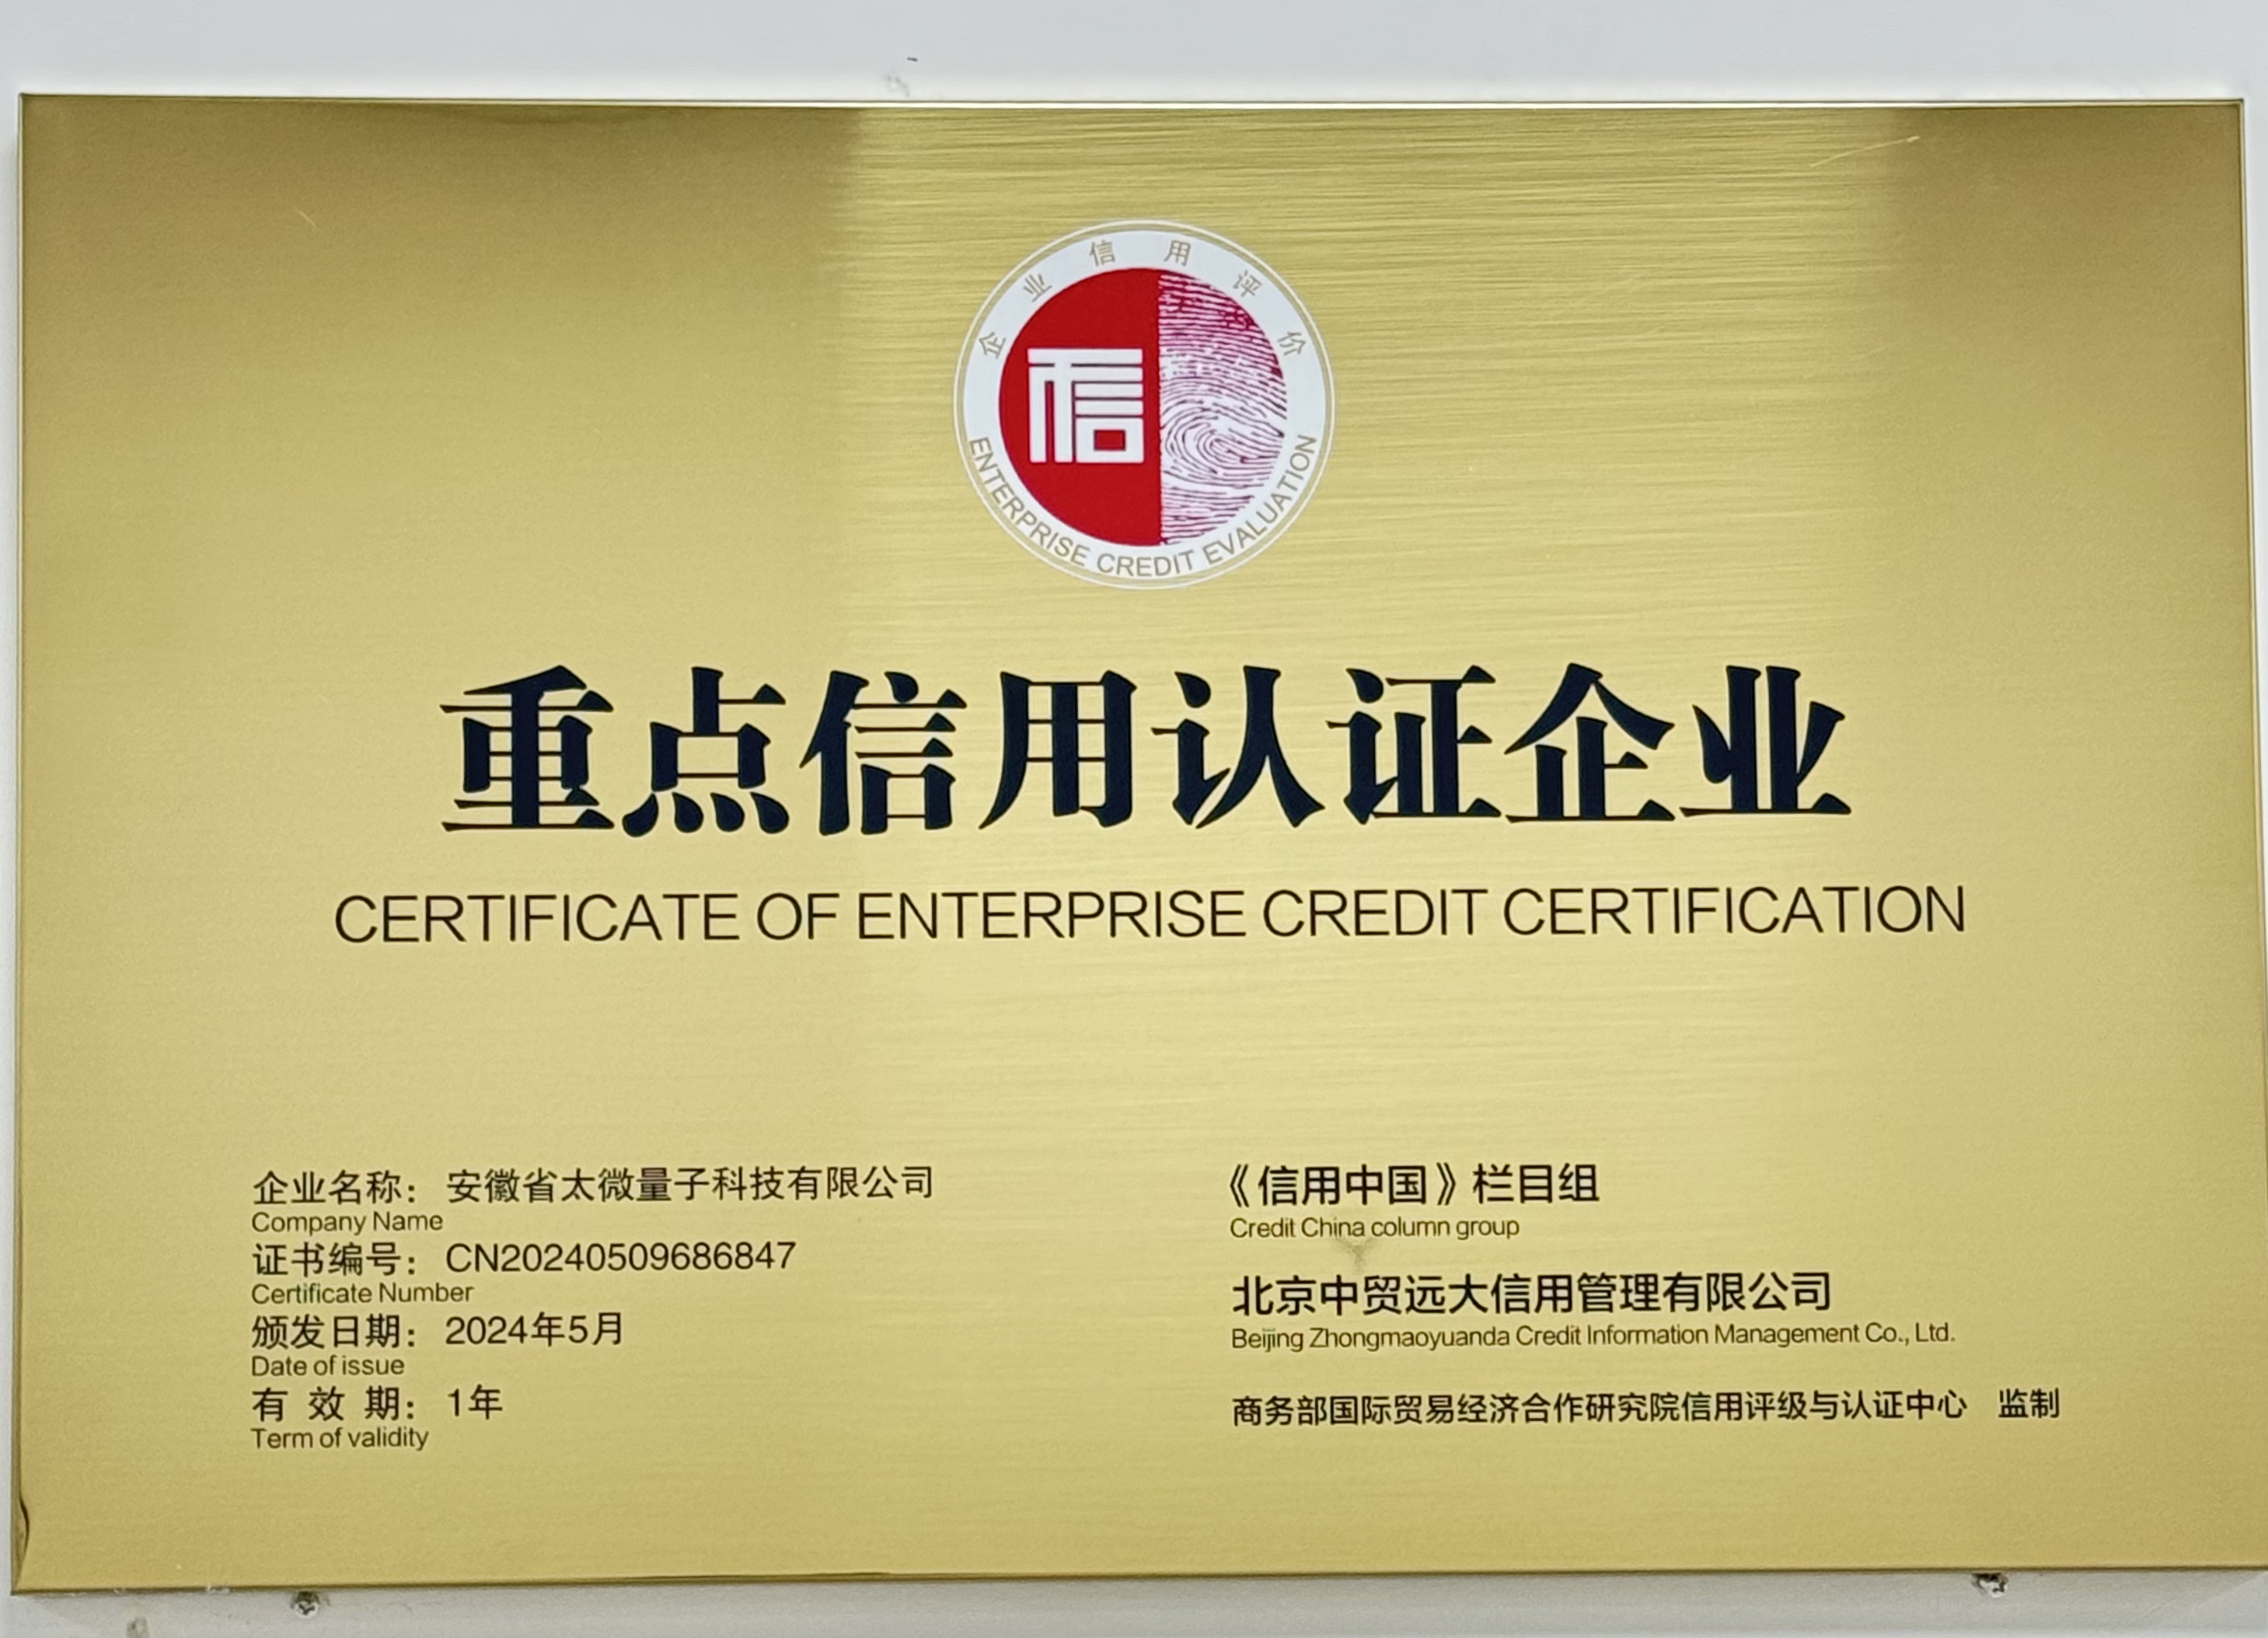 企业信用评价
信
ENTERPRISE CREDIT EVALUATION
重点信用认证企业
CERTIFICATE OF ENTERPRISE CREDIT CERTIFICATION
企业名称： 安徽省太微量子科技有限公司
Company Name
证书编号： CN20240509686847
Certificate Number
颁发日期： 2024年5月
Date of issue
有 效 期： 1年
Term of validity
《信用中国》栏目组
Credit China column group
北京中贸远大信用管理有限公司
Beijing Zhongmaoyuanda Credit Information Management Co., Ltd.
商务部国际贸易经济合作研究院信用评级与认证中心 监制